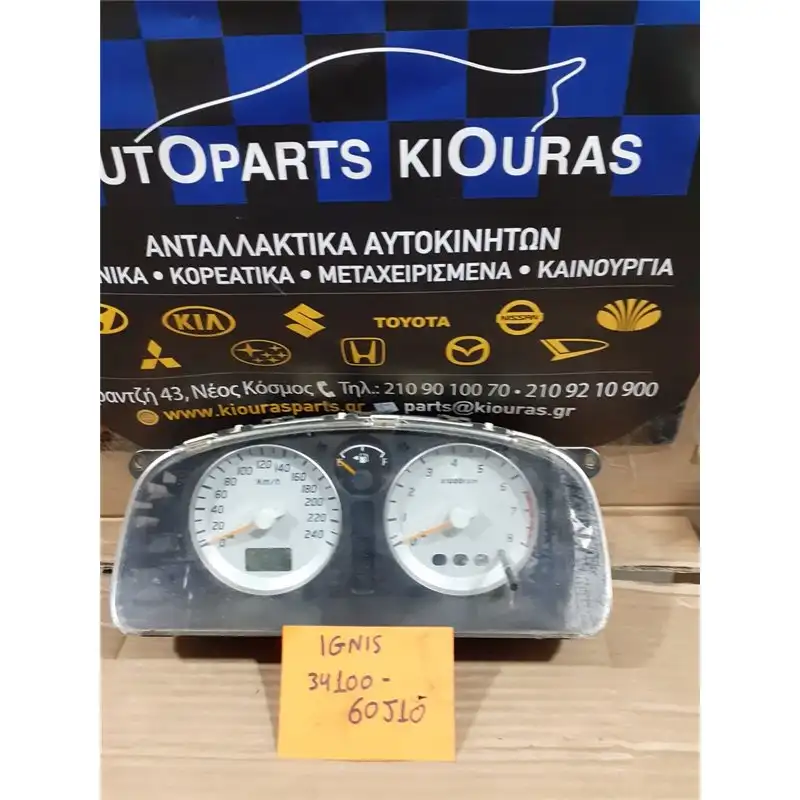 UTOPARTS KIOURAS
ΑΝΤΑΛΛΑΚΤΙΚΑ ΑΥΤΟΚΙΝΗΤΩΝ
ΝΙΚΑ • ΚΟΡΕΑΤΙΚΑ • ΜΕΤΑΧΕΙΡΙΣΜΕΝΑ • ΚΑΙΝΟΥΡΓΙΑ
KIA
TOYOTA
NISSAN
ραντζή 43, Νέος Κόσμος Τηλ.: 210 90 100 70 • 210 92 10 900
www.kiourasparts.gr parts@kiouras.gr
0 20 40 60 80 100 120 140 160 180 200 220 240
km/h
E F
0 1 2 3 4 5 6 7 8
x1000r/min
IGNIS
34100-
60J10